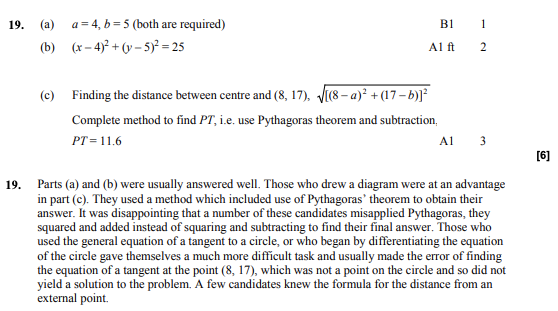 19. (a) a = 4, b = 5 (both are required) B1 1
(b) (x – 4)² + (y – 5)² = 25 A1 ft 2
(c) Finding the distance between centre and (8, 17), √[(8 – a)² + (17 – b)]²
Complete method to find PT, i.e. use Pythagoras theorem and subtraction.
PT = 11.6 A1 3
[6]
19. Parts (a) and (b) were usually answered well. Those who drew a diagram were at an advantage
in part (c). They used a method which included use of Pythagoras’ theorem to obtain their
answer. It was disappointing that a number of these candidates misapplied Pythagoras, they
squared and added instead of squaring and subtracting to find their final answer. Those who
used the general equation of a tangent to a circle, or who began by differentiating the equation
of the circle gave themselves a much more difficult task and usually made the error of finding
the equation of a tangent at the point (8, 17), which was not a point on the circle and so did not
yield a solution to the problem. A few candidates knew the formula for the distance from an
external point.